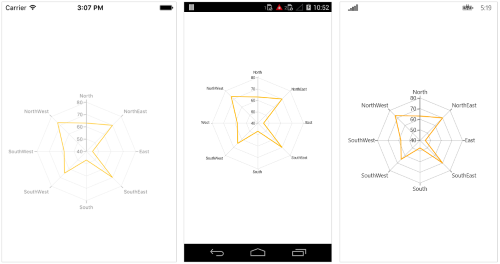 Carrier 3:07 PM
North
80
NorthWest NorthEast
70
60
50
SouthWest 40 East
SouthWest SouthEast
South
10:52
North
80
NorthWest NorthEast
70
60
50
West 40 East
SouthWest SouthEast
South
5:19
North
80
NorthWest NorthEast
70
60
50
SouthWest 40 East
SouthWest SouthEast
South